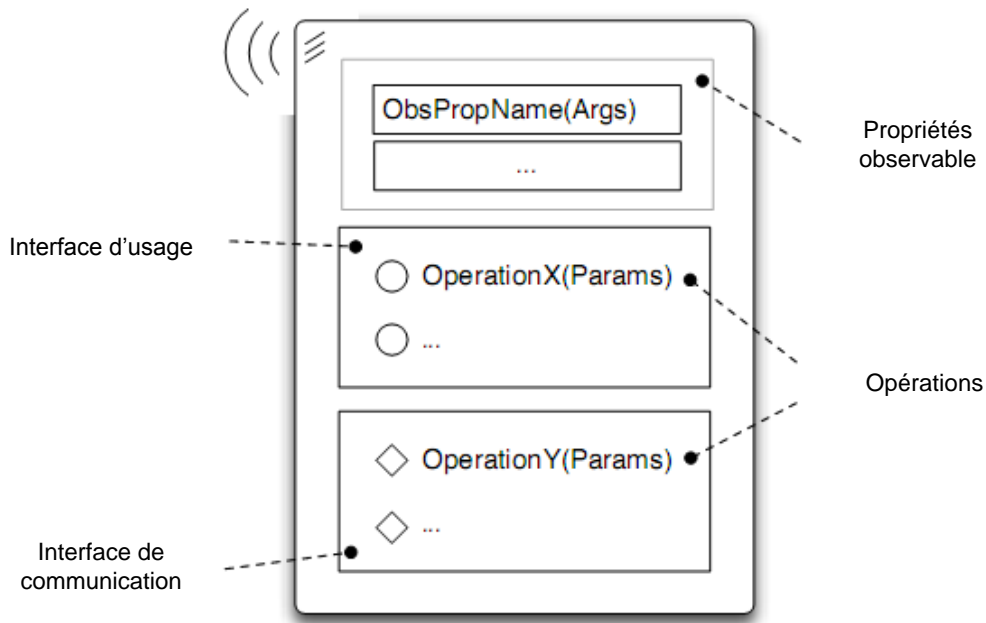 ObsPropName(Args)
...
Propriétés
observable
Interface d’usage
OperationX(Params)
...
Opérations
OperationY(Params)
...
Interface de
communication